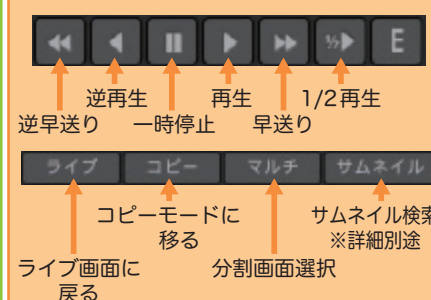 1/2 E
逆再生 再生 1/2再生
逆早送り 一時停止 早送り
ライブ コピー マルチ サムネイル
コピーモードに サムネイル検索
移る ※詳細別途
ライブ画面に 分割画面選択
戻る